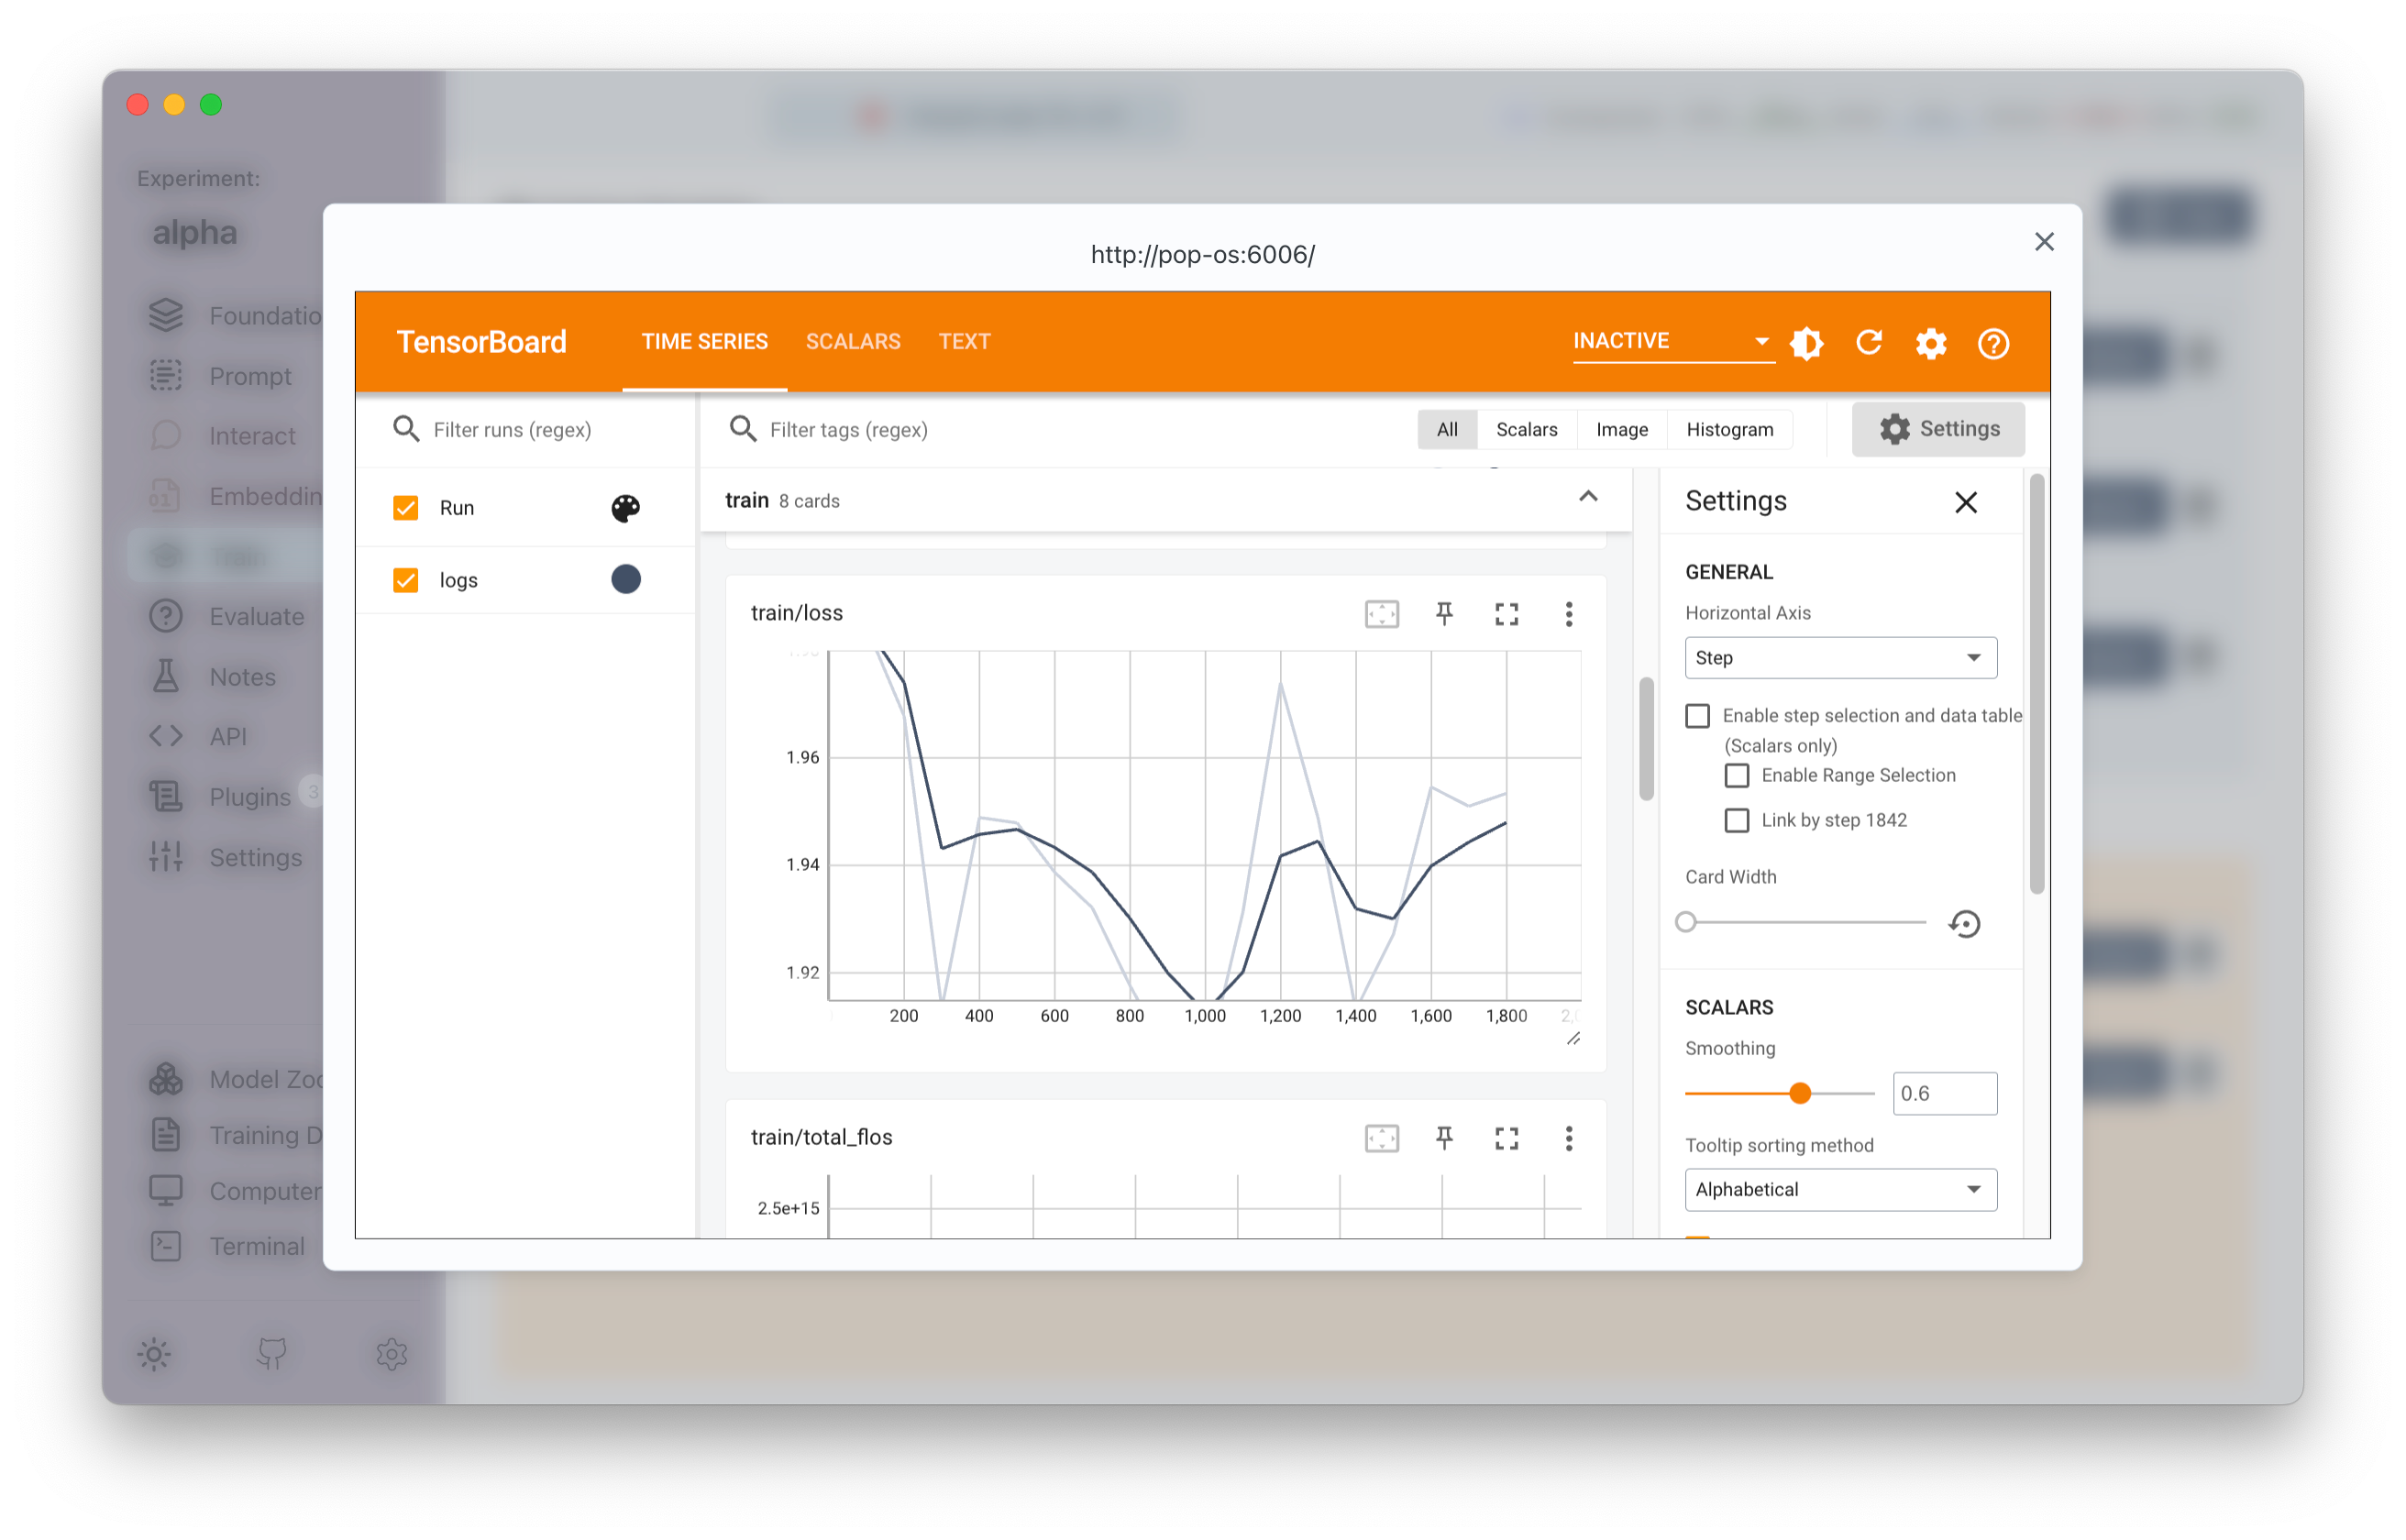 Experiment:
alpha
Foundatio
Prompt
Interact
Embeddin
Train
Evaluate
Notes
API
Plugins 3
Settings
Model Zoo
Training D
Computer
Terminal
http://pop-os:6006/
TensorBoard TIME SERIES SCALARS TEXT INACTIVE
Filter runs (regex)
Run
logs
Filter tags (regex) All Scalars Image Histogram Settings
train 8 cards
train/loss
1.96
1.94
1.92
200 400 600 800 1,000 1,200 1,400 1,600 1,800
train/total_flos
2.5e+15
Settings
GENERAL
Horizontal Axis
Step
Enable step selection and data table
(Scalars only)
Enable Range Selection
Link by step 1842
Card Width
SCALARS
Smoothing
0.6
Tooltip sorting method
Alphabetical